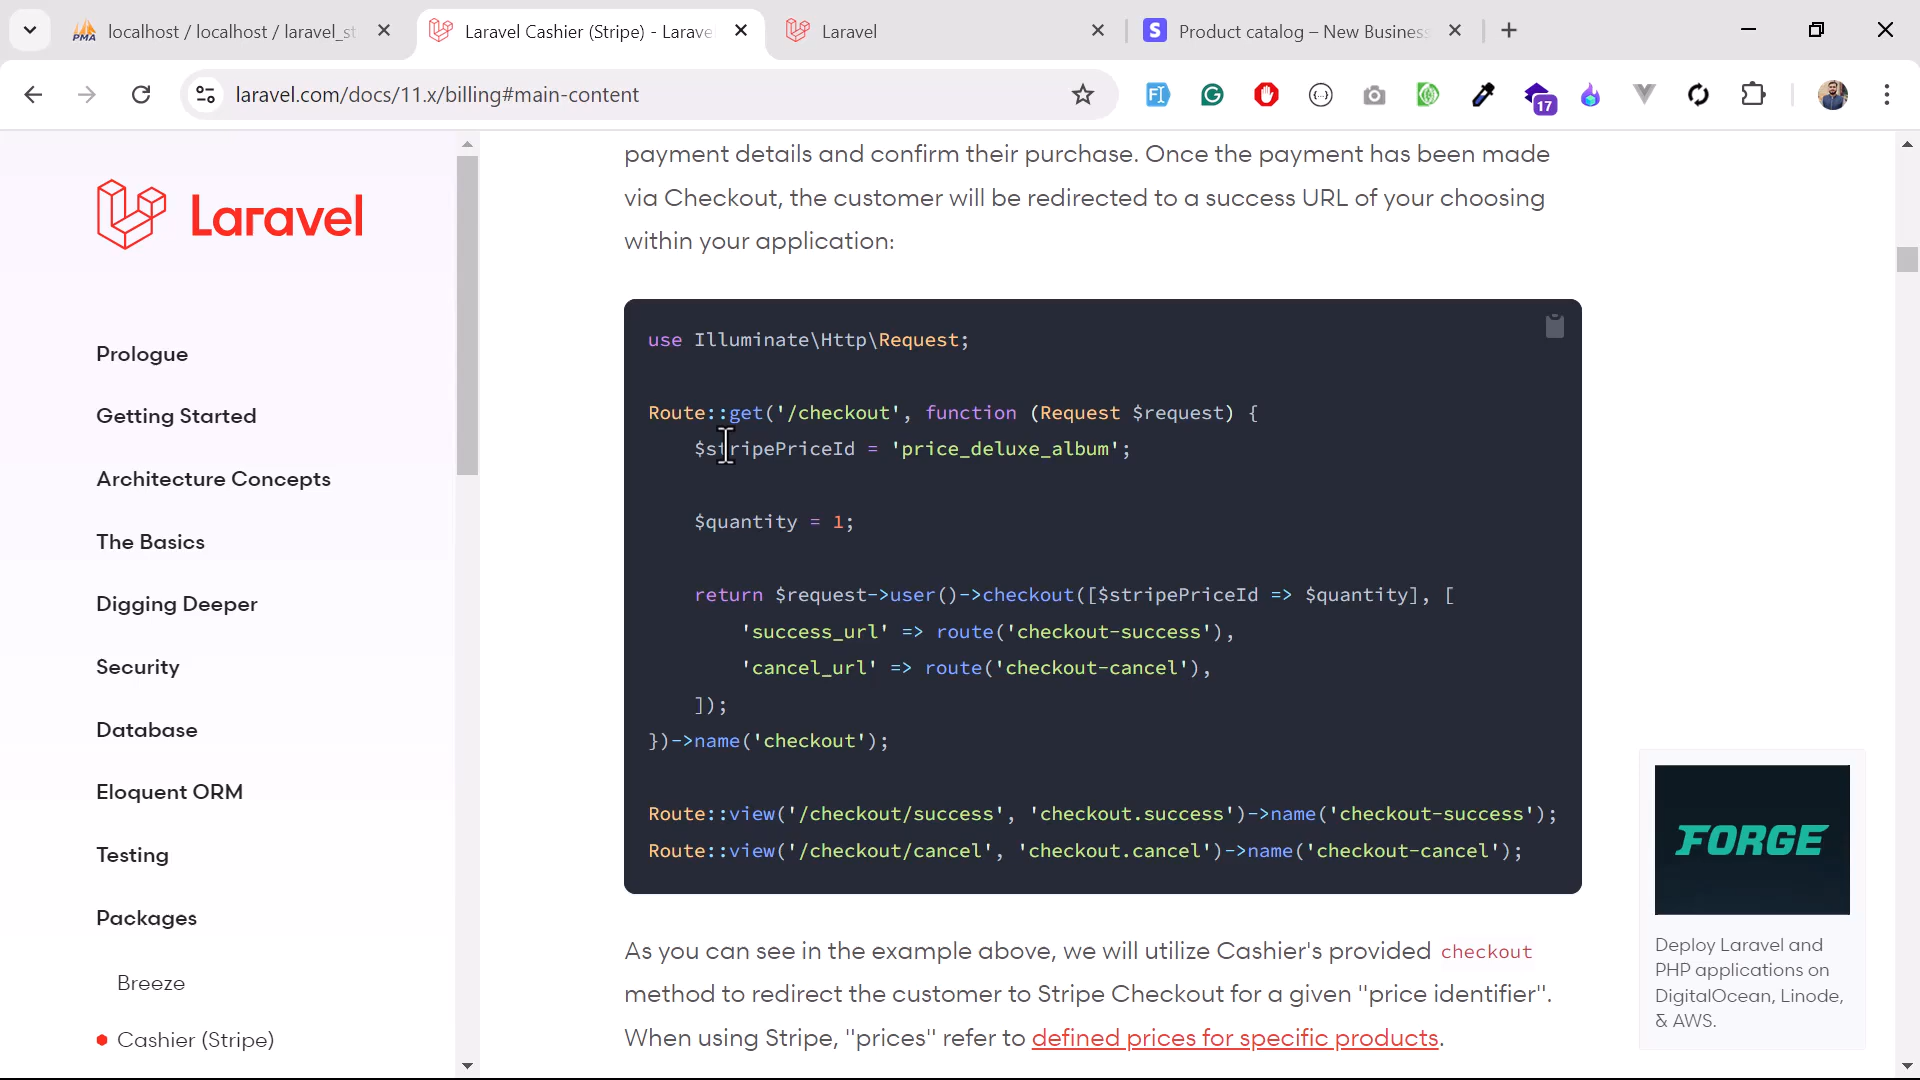 localhost / localhost / laravel_st
Laravel Cashier (Stripe) - Larave
Laravel
Product catalog – New Business
laravel.com/docs/11.x/billing#main-content
17
Laravel
Prologue
Getting Started
Architecture Concepts
The Basics
Digging Deeper
Security
Database
Eloquent ORM
Testing
Packages
Breeze
Cashier (Stripe)
payment details and confirm their purchase. Once the payment has been made
via Checkout, the customer will be redirected to a success URL of your choosing
within your application:
use Illuminate\Http\Request;
Route::get('/checkout', function (Request $request) {
    $stripePriceId = 'price_deluxe_album';
    $quantity = 1;
    return $request->user()->checkout([$stripePriceId => $quantity], [
        'success_url' => route('checkout-success'),
        'cancel_url' => route('checkout-cancel'),
    ]);
})->name('checkout');
Route::view('/checkout/success', 'checkout.success')->name('checkout-success');
Route::view('/checkout/cancel', 'checkout.cancel')->name('checkout-cancel');
As you can see in the example above, we will utilize Cashier's provided checkout
method to redirect the customer to Stripe Checkout for a given "price identifier".
When using Stripe, "prices" refer to defined prices for specific products.
FORGE
Deploy Laravel and
PHP applications on
DigitalOcean, Linode,
& AWS.